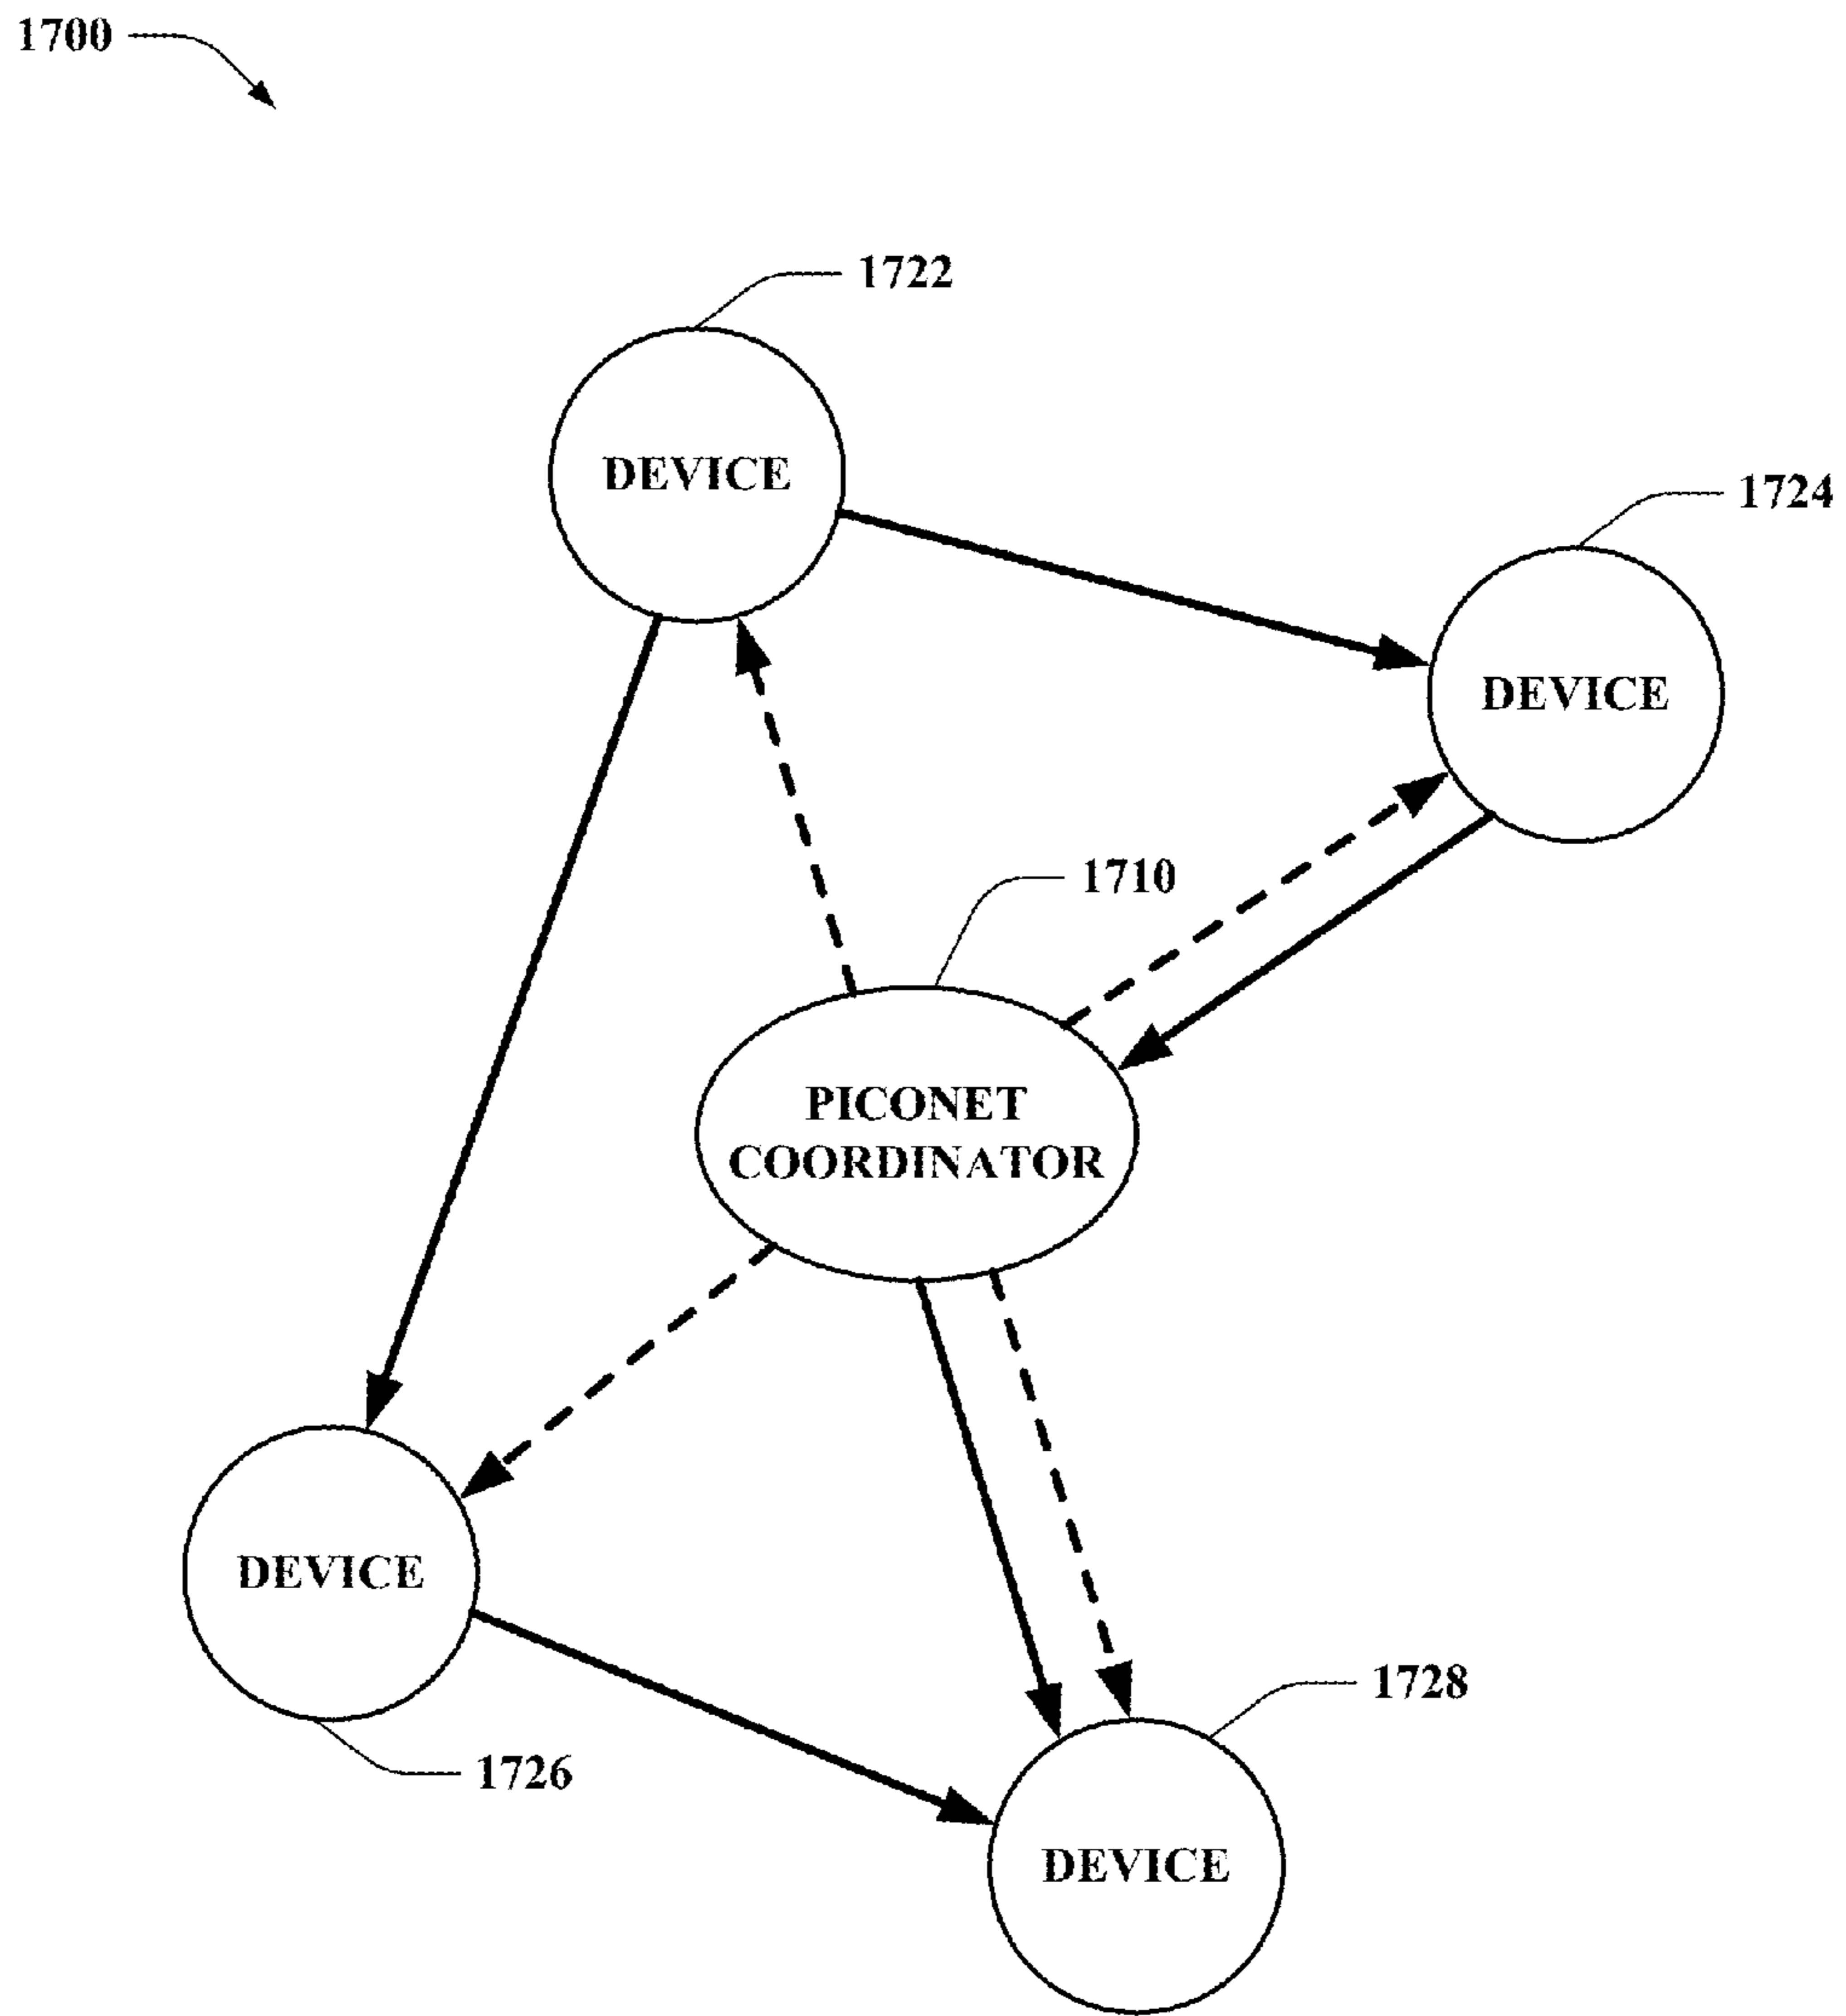 1700
1722
DEVICE
1724
DEVICE
1710
PICONET
COORDINATOR
DEVICE
1726
1728
DEVICE